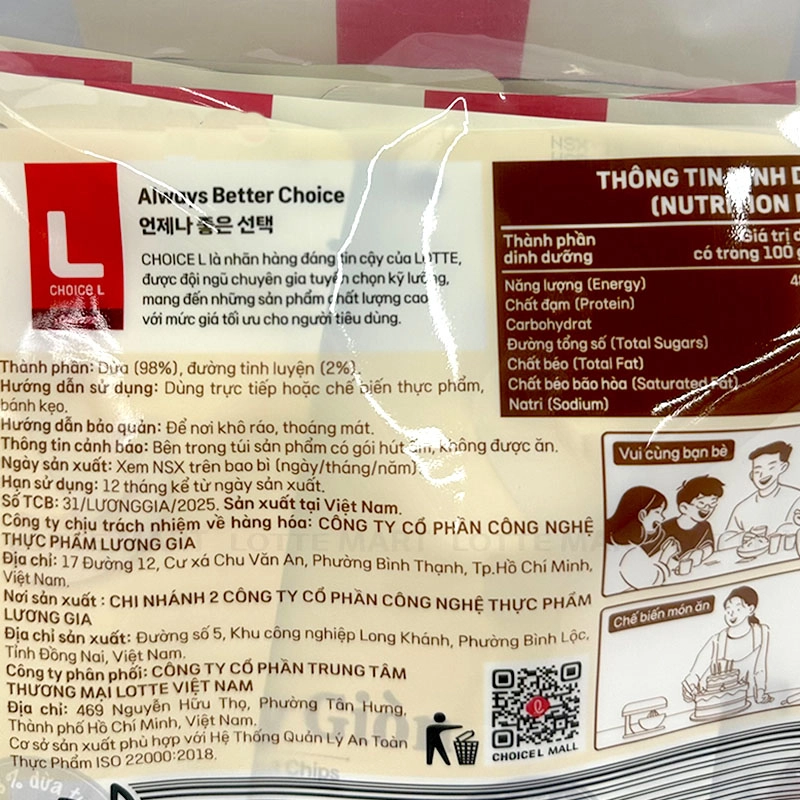 L
CHOICE L
Always Better Choice
언제나 좋은 선택
CHOICE L là nhãn hàng đáng tin cậy của LOTTE,
được đội ngũ chuyên gia tuyển chọn kỹ lưỡng,
mang đến những sản phẩm chất lượng cao
với mức giá tối ưu cho người tiêu dùng.
THÔNG TIN DINH D
(NUTRITION
Thành phần
dinh dưỡng
Giá trị
có trong 100 g
Năng lượng (Energy)
Chất đạm (Protein)
Carbohydrat
Đường tổng số (Total Sugars)
Chất béo (Total Fat)
Chất béo bão hòa (Saturated Fat)
Natri (Sodium)
Thành phần: Dừa (98%), đường tinh luyện (2%).
Hướng dẫn sử dụng: Dùng trực tiếp hoặc chế biến thực phẩm,
bánh kẹo.
Hướng dẫn bảo quản: Để nơi khô ráo, thoáng mát.
Thông tin cảnh báo: Bên trong túi sản phẩm có gói hút ẩm, không được ăn.
Ngày sản xuất: Xem NSX trên bao bì (ngày/tháng/năm)
Hạn sử dụng: 12 tháng kể từ ngày sản xuất.
Số TCB: 31/LUONGGIA/2025. Sản xuất tại Việt Nam.
Công ty chịu trách nhiệm về hàng hóa: CÔNG TY CỔ PHẦN CÔNG NGHỆ
THỰC PHẨM LƯƠNG GIA
Địa chỉ: 17 Đường 12, Cư xá Chu Văn An, Phường Bình Thạnh, Tp.Hồ Chí Minh,
Việt Nam.
Nơi sản xuất : CHI NHÁNH 2 CÔNG TY CỔ PHẦN CÔNG NGHỆ THỰC PHẨM
LƯƠNG GIA
Địa chỉ sản xuất: Đường số 5, Khu công nghiệp Long Khánh, Phường Bình Lộc,
Tỉnh Đồng Nai, Việt Nam.
Công ty phân phối: CÔNG TY CỔ PHẦN TRUNG TÂM
THƯƠNG MẠI LOTTE VIỆT NAM
Địa chỉ: 469 Nguyễn Hữu Thọ, Phường Tân Hưng,
Thành phố Hồ Chí Minh, Việt Nam.
Cơ sở sản xuất phù hợp với Hệ Thống Quản Lý An Toàn
Thực Phẩm ISO 22000:2018.
Vui cùng bạn bè
Chế biến món ăn
CHOICE L MALL
LOTTE MART
Chips